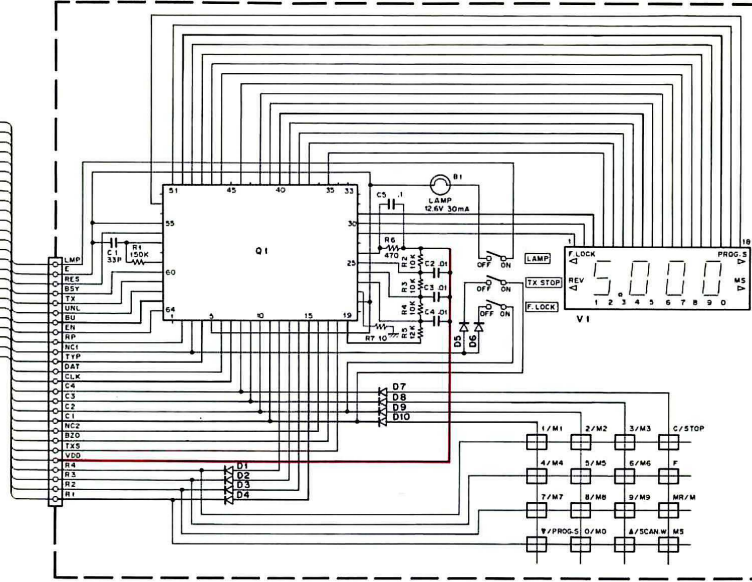 51
45
40
35
33
55
Q1
60
64
1
5
10
15
19
30
25
C1
33P
R1
150K
C5 .1
R6
470
R2
10K
R3
10K
R4
10K
R5
12K
C2 .01
C3 .01
C4 .01
R7 10
B1
LAMP
12.6V 30mA
OFF ON
LAMP
OFF ON
TX STOP
OFF ON
F. LOCK
D5
D6
1
18
F. LOCK
PROG.S
REV
MS
1 2 3 4 5 6 7 8 9 0
V1
LMP
E
RES
BSY
TX
UNL
BU
EN
RP
NC1
TYP
DAT
CLK
C4
C3
C2
C1
NC2
BZO
TXS
VDD
R4
R3
R2
R1
D7
D8
D9
D10
D1
D2
D3
D4
1/M1
2/M2
3/M3
C/STOP
4/M4
5/M5
6/M6
F
7/M7
8/M8
9/M9
MR/M
▼/PROG.S
0/M0
▲/SCAN.W
MS